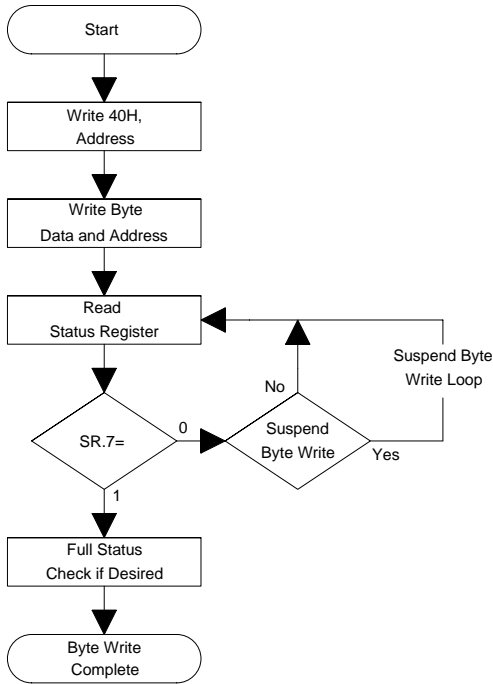 Start
Write 40H,
Address
Write Byte
Data and Address
Read
Status Register
Suspend Byte
Write Loop
No
SR.7=
0
Suspend
Byte Write
Yes
1
Full Status
Check if Desired
Byte Write
Complete